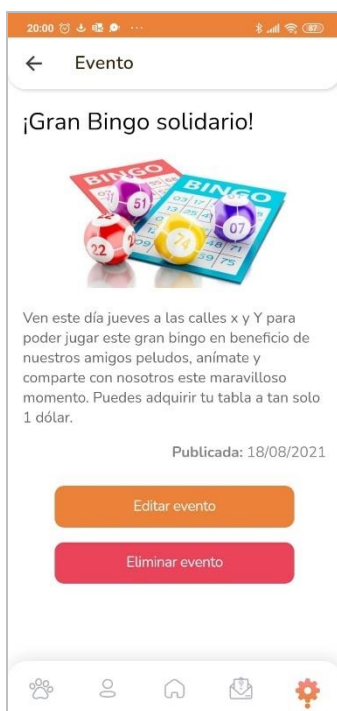 20:00
87
Evento
¡Gran Bingo solidario!
BINGO
BINGO
51
22
74
07
Ven este día jueves a las calles x y Y para
poder jugar este gran bingo en beneficio de
nuestros amigos peludos, anímate y
comparte con nosotros este maravilloso
momento. Puedes adquirir tu tabla a tan solo
1 dólar.
Publicada: 18/08/2021
Editar evento
Eliminar evento